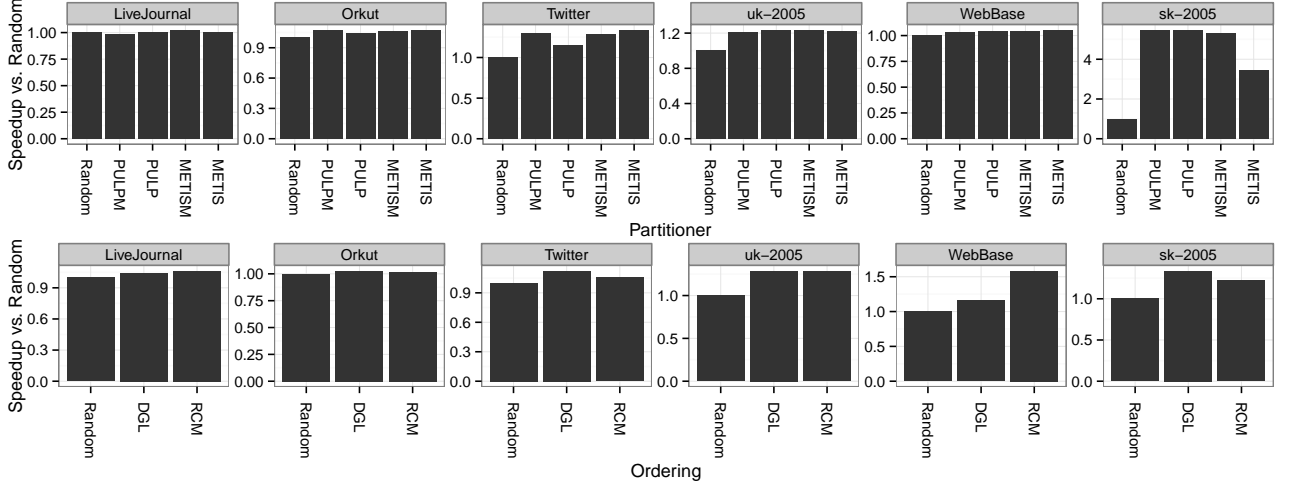 LiveJournal Orkut Twitter uk−2005 WebBase sk−2005
Speedup vs. Random
0.00 0.25 0.50 0.75 1.00
0.0 0.3 0.6 0.9
0.0 0.5 1.0
0.0 0.4 0.8 1.2
0.00 0.25 0.50 0.75 1.00
0 2 4
Random PULPM PULP METISM METIS
Random PULPM PULP METISM METIS
Random PULPM PULP METISM METIS
Random PULPM PULP METISM METIS
Random PULPM PULP METISM METIS
Random PULPM PULP METISM METIS
Partitioner
LiveJournal Orkut Twitter uk−2005 WebBase sk−2005
Speedup vs. Random
0.0 0.3 0.6 0.9
0.00 0.25 0.50 0.75 1.00
0.0 0.3 0.6 0.9
0.0 0.5 1.0
0.0 0.5 1.0 1.5
0.0 0.5 1.0
Random DGL RCM
Random DGL RCM
Random DGL RCM
Random DGL RCM
Random DGL RCM
Random DGL RCM
Ordering